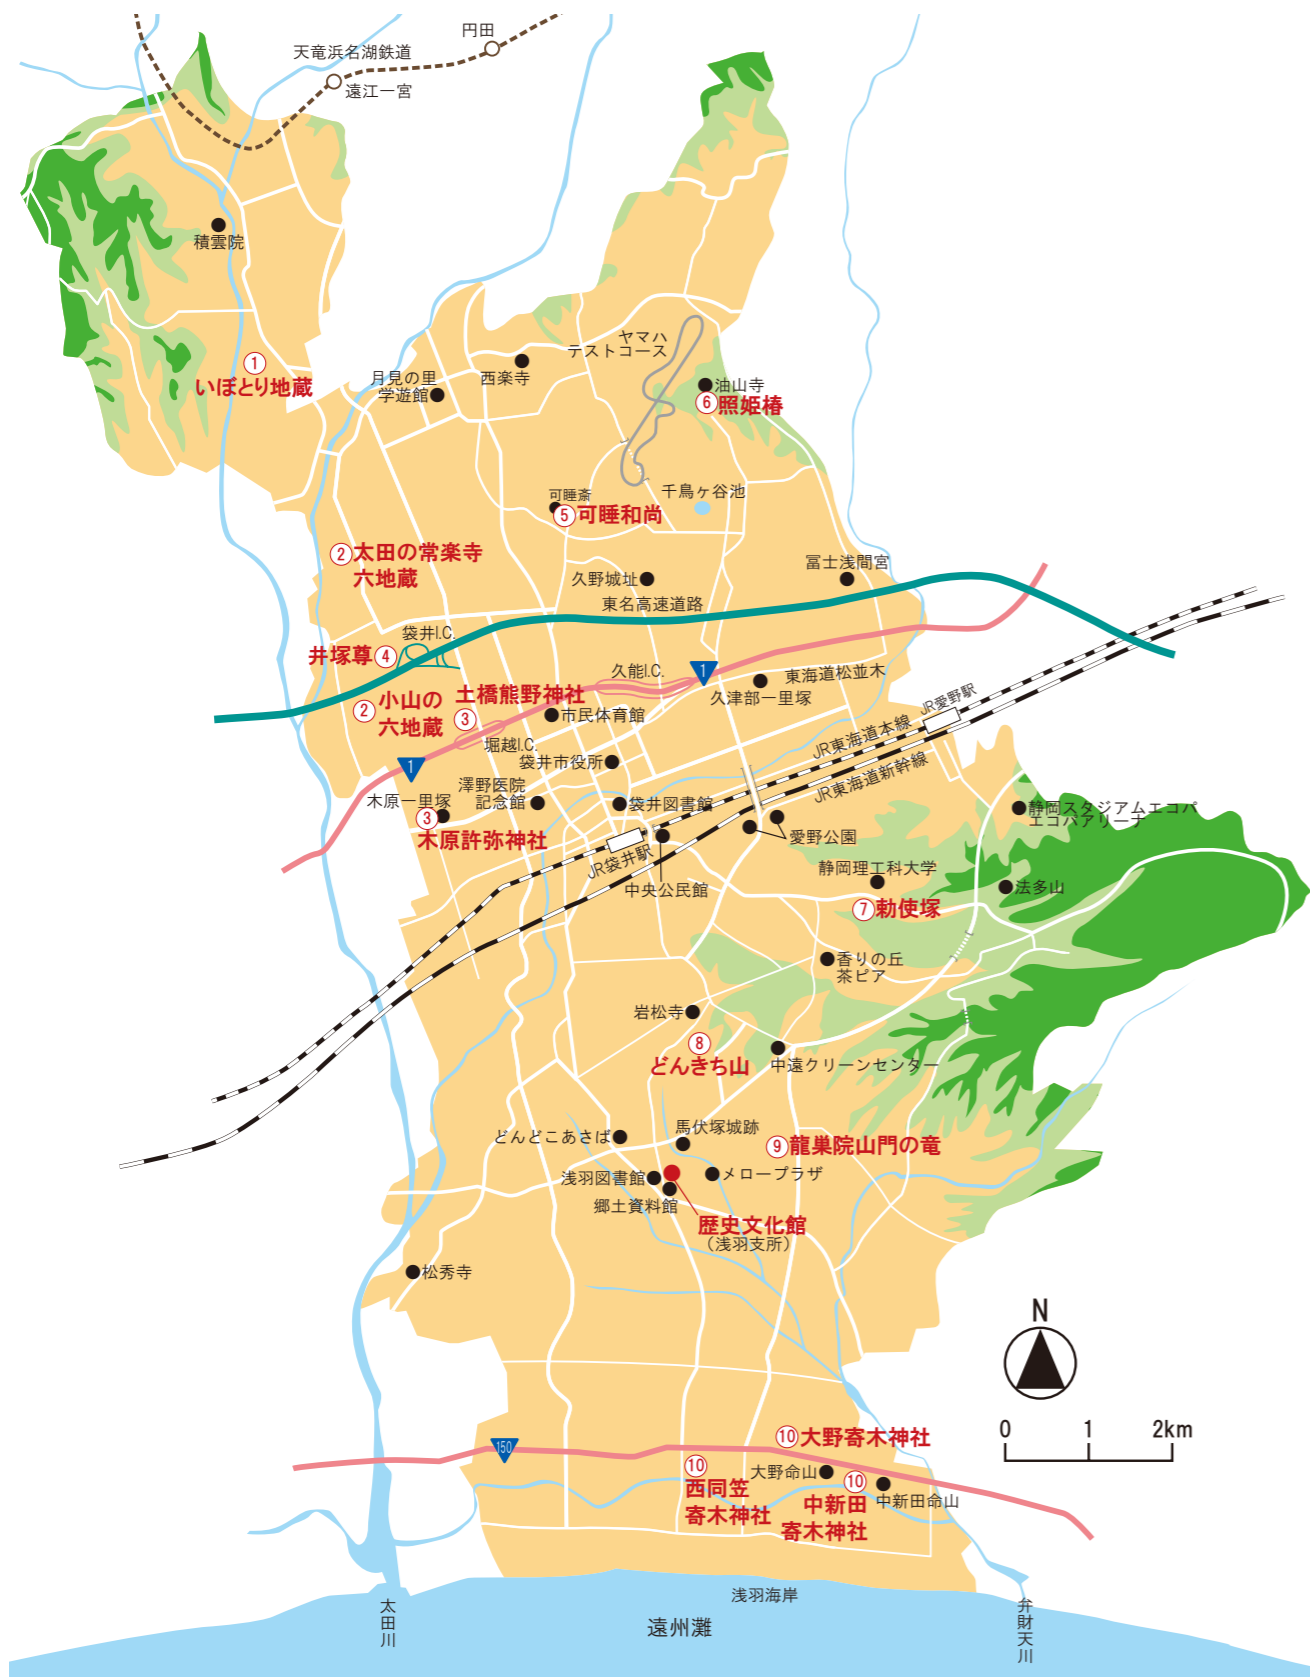 円田
天竜浜名湖鉄道
遠江一宮
積雲院
①
いぼとり地蔵
ヤマハ
テストコース
月見の里
学遊館
西楽寺
油山寺
⑥照姫椿
可睡斎
⑤可睡和尚
千鳥ヶ谷池
②太田の常楽寺
六地蔵
久野城址
冨士浅間宮
東名高速道路
袋井I.C.
井塚尊④
久能I.C.
1
東海道松並木
久津部一里塚
JR愛野駅
②小山の
六地蔵
土橋熊野神社
③
市民体育館
堀越I.C.
袋井市役所
JR東海道本線
JR東海道新幹線
1
木原一里塚
③
木原許弥神社
澤野医院
記念館
袋井図書館
愛野公園
静岡スタジアムエコパ
エコパアリーナ
JR袋井駅
中央公民館
静岡理工科大学
法多山
⑦勅使塚
香りの丘
茶ピア
岩松寺
⑧
どんきち山
中遠クリーンセンター
どんどこあさば
馬伏塚城跡
⑨龍巣院山門の竜
浅羽図書館
メロープラザ
郷土資料館
歴史文化館
（浅羽支所）
松秀寺
N
0 1 2km
150
⑩大野寄木神社
⑩
西同笠
寄木神社
大野命山
⑩
中新田
寄木神社
中新田命山
浅羽海岸
太田川
遠州灘
弁財天川